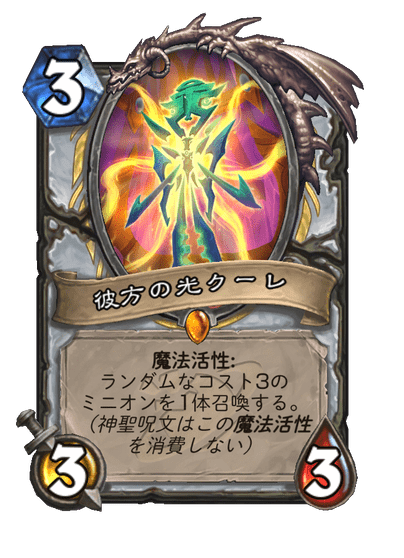 3
彼方の光クーレ
魔法活性:
ランダムなコスト3の
ミニオンを1体召喚する。
(神聖呪文はこの魔法活性
を消費しない)
3
3